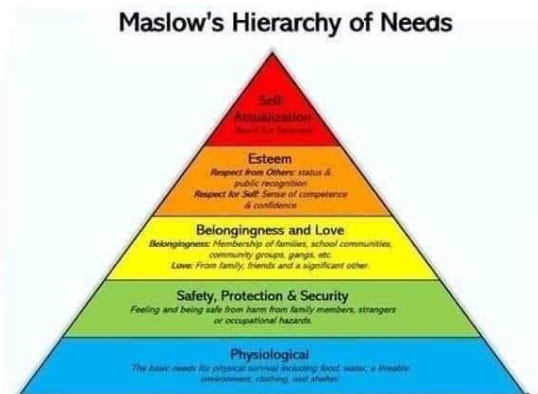 Maslow's Hierarchy of Needs
Self-
Actualization
Reach Full Potential
Esteem
Respect from Others: status &
public recognition
Respect for Self: Sense of competence
& confidence
Belongingness and Love
Belongingness: Membership of families, school communities,
community groups, gangs, etc.
Love: From family, friends and a significant other.
Safety, Protection & Security
Feeling and being safe from harm from family members, strangers
or occupational hazards.
Physiological
The basic needs for physical survival including food, water, a liveable
environment, clothing, and shelter.